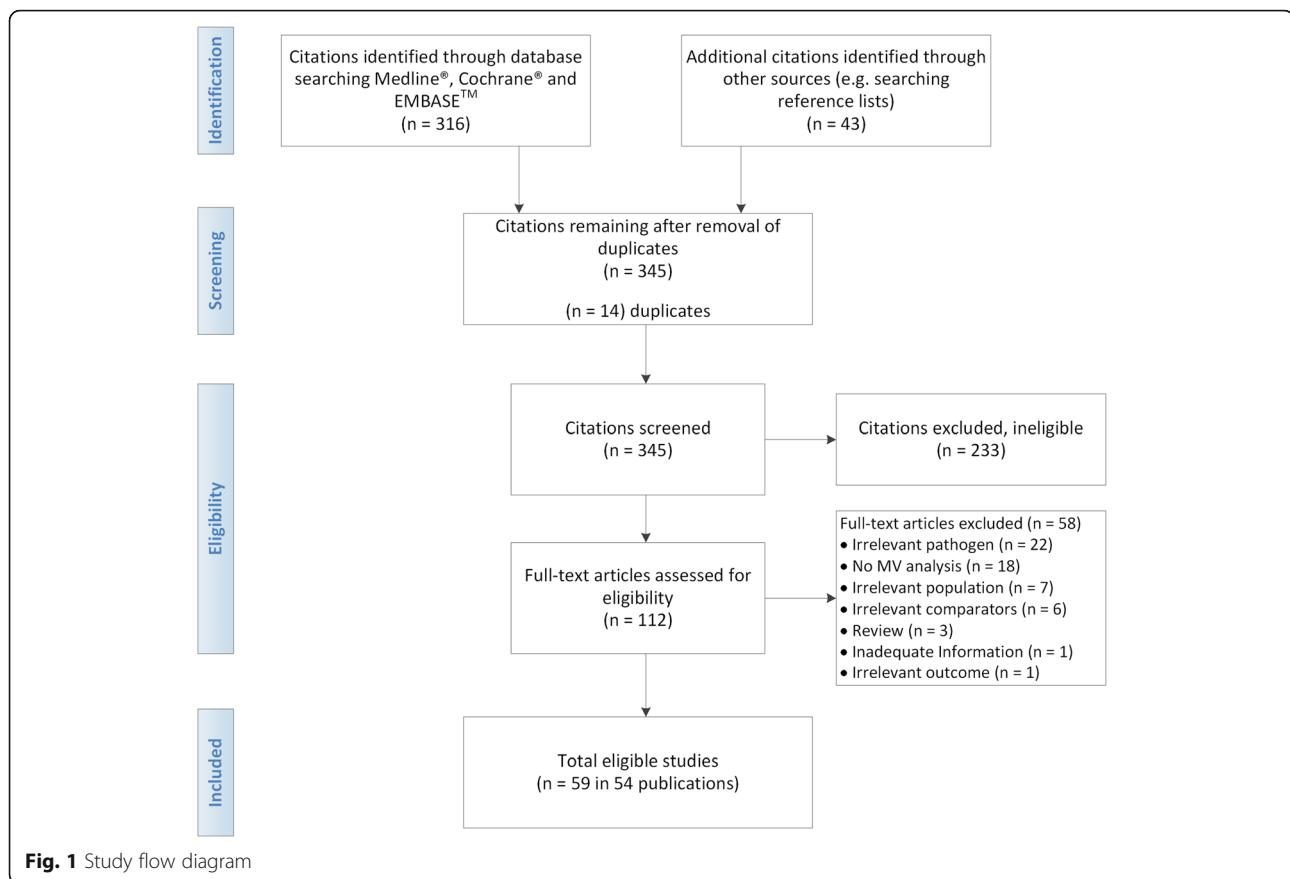 Identification
Citations identified through database
searching Medline®, Cochrane® and
EMBASE™
(n = 316)
Additional citations identified through
other sources (e.g. searching
reference lists)
(n = 43)
Screening
Citations remaining after removal of
duplicates
(n = 345)
(n = 14) duplicates
Eligibility
Citations screened
(n = 345)
Citations excluded, ineligible
(n = 233)
Full-text articles assessed for
eligibility
(n = 112)
Full-text articles excluded (n = 58)
• Irrelevant pathogen (n = 22)
• No MV analysis (n = 18)
• Irrelevant population (n = 7)
• Irrelevant comparators (n = 6)
• Review (n = 3)
• Inadequate Information (n = 1)
• Irrelevant outcome (n = 1)
Included
Total eligible studies
(n = 59 in 54 publications)
Fig. 1 Study flow diagram